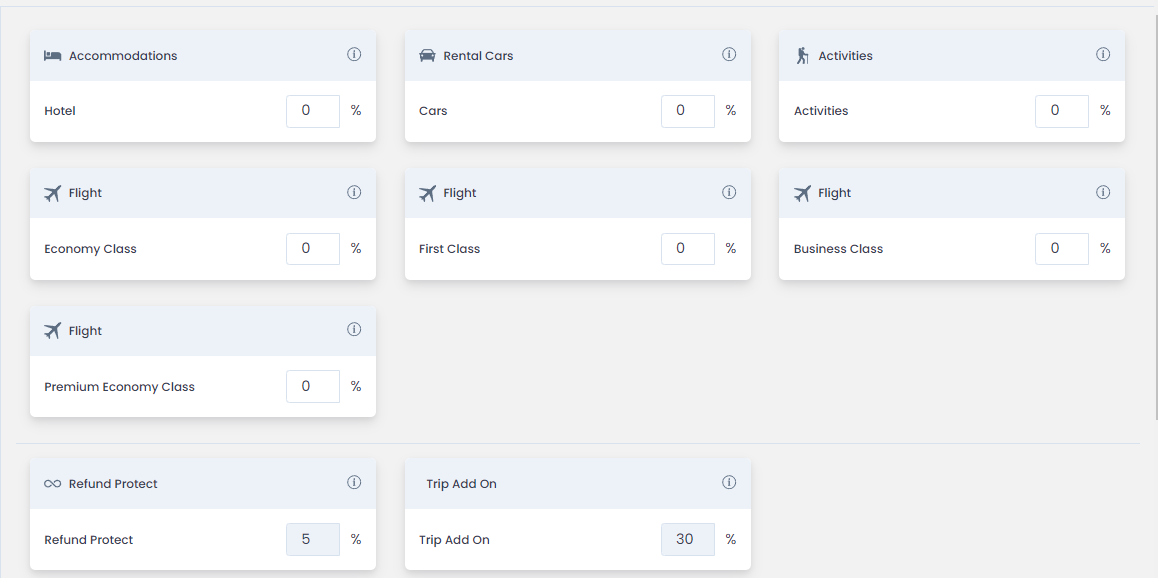 Accommodations
Rental Cars
Activities
Hotel 0 %
Cars 0 %
Activities 0 %
Flight
Flight
Flight
Economy Class 0 %
First Class 0 %
Business Class 0 %
Flight
Premium Economy Class 0 %
Refund Protect
Trip Add On
Refund Protect 5 %
Trip Add On 30 %